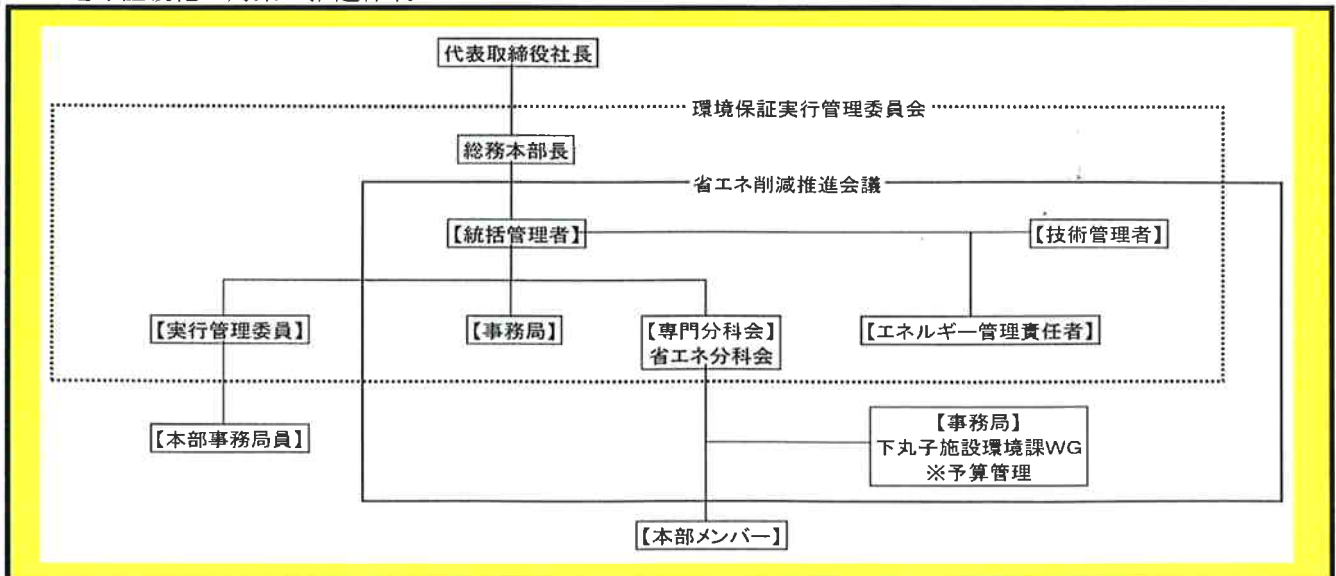 代表取締役社長
環境保証実行管理委員会
総務本部長
省エネ削減推進会議
【統括管理者】
【技術管理者】
【実行管理委員】
【事務局】
【専門分科会】
省エネ分科会
【エネルギー管理責任者】
【本部事務局員】
【事務局】
下丸子施設環境課WG
※予算管理
【本部メンバー】